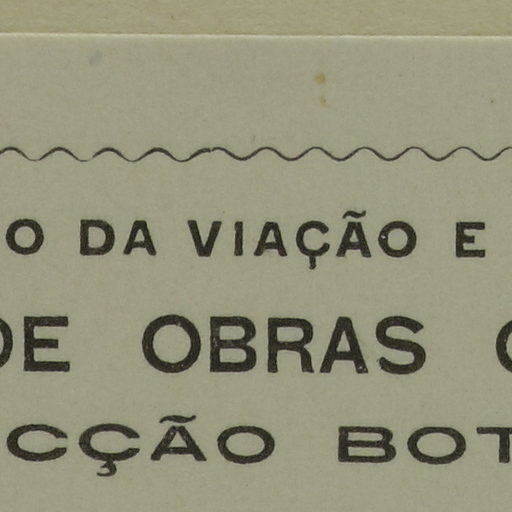 O DA VIAÇÃO E
DE OBRAS
CÇÃO BOT